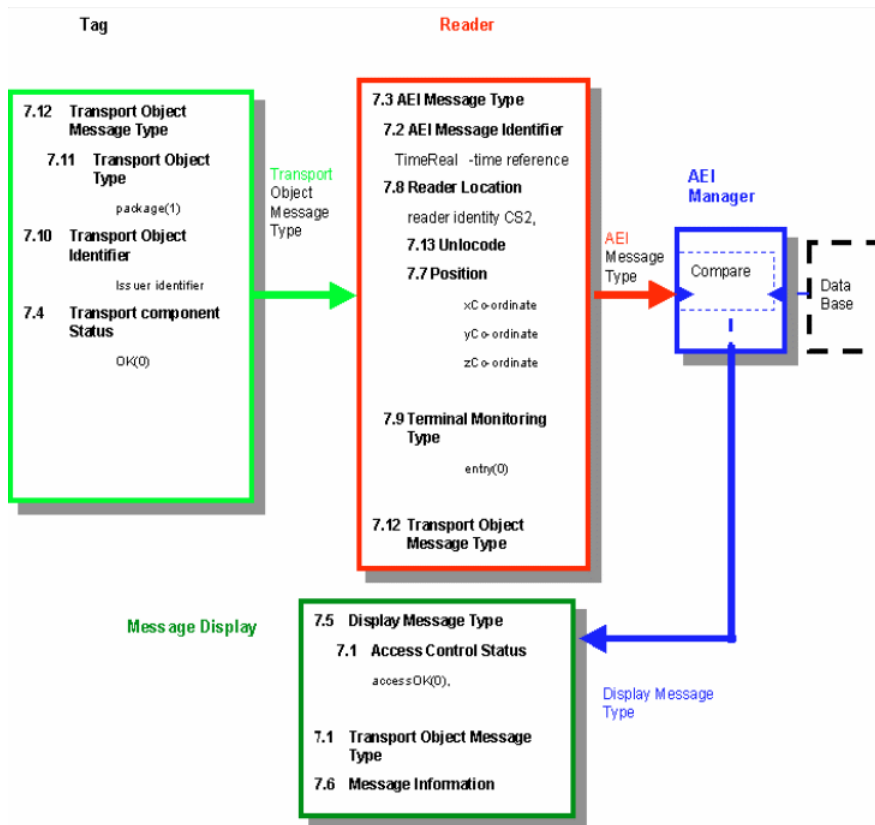 Tag
Reader
7.12 Transport Object
Message Type
7.11 Transport Object
Type
package(1)
7.10 Transport Object
Identifier
Issuer identifier
7.4 Transport component
Status
OK(0)
Transport
Object
Message
Type
7.3 AEI Message Type
7.2 AEI Message Identifier
TimeReal -time reference
7.8 Reader Location
reader identity CS2,
7.13 Unlocode
7.7 Position
xCo-ordinate
yCo-ordinate
zCo-ordinate
7.9 Terminal Monitoring
Type
entry(0)
7.12 Transport Object
Message Type
AEI
Message
Type
AEI
Manager
Compare
Data
Base
Message Display
7.5 Display Message Type
7.1 Access Control Status
accessOK(0),
7.1 Transport Object Message
Type
7.6 Message Information
Display Message
Type